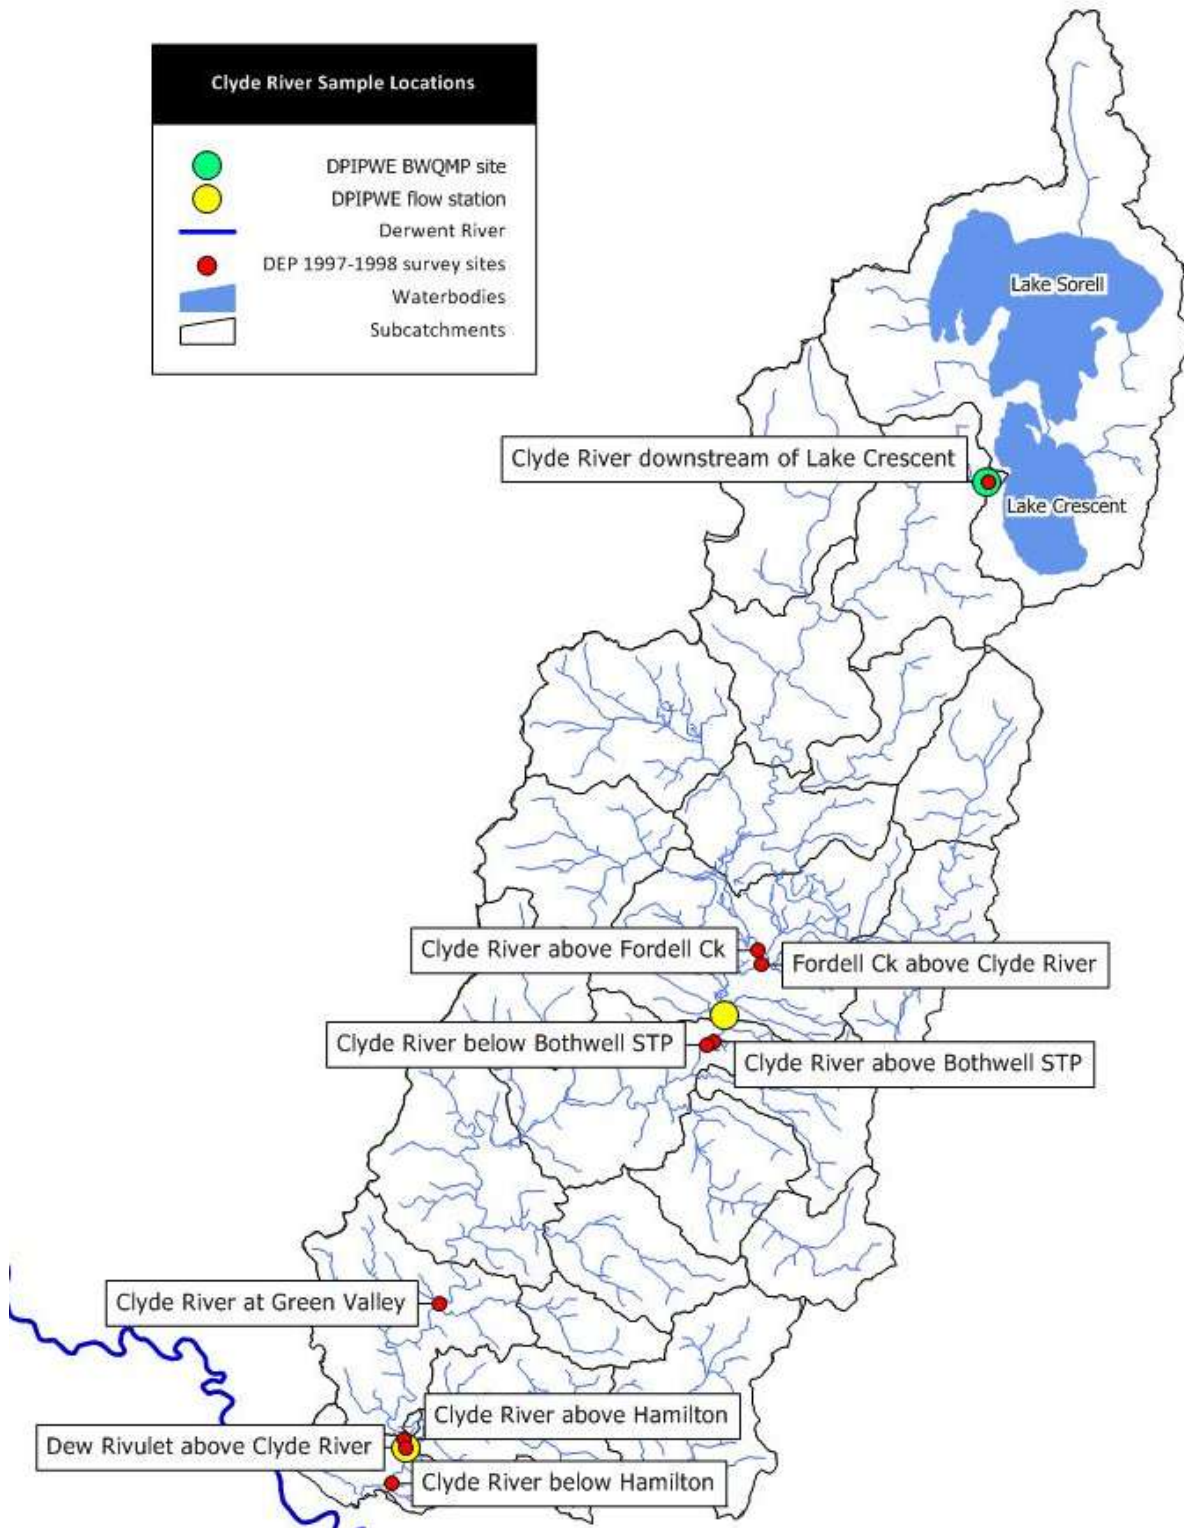 Clyde River Sample Locations
DPIPWE BWQMP site
DPIPWE flow station
Derwent River
DEP 1997-1998 survey sites
Waterbodies
Subcatchments
Lake Sorell
Clyde River downstream of Lake Crescent
Lake Crescent
Clyde River above Fordell Ck
Fordell Ck above Clyde River
Clyde River below Bothwell STP
Clyde River above Bothwell STP
Clyde River at Green Valley
Clyde River above Hamilton
Dew Rivulet above Clyde River
Clyde River below Hamilton